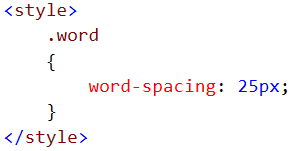 <style>
.word
{
word-spacing: 25px;
}
</style>